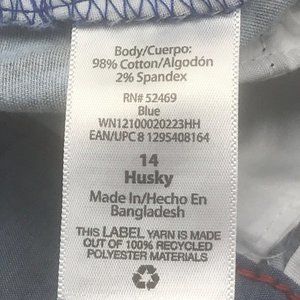 Body/Cuerpo:
98% Cotton/Algodón
2% Spandex
RN# 52469
Blue
WN12100020223HH
EAN/UPC 8 1295408164
14
Husky
Made In/Hecho En
Bangladesh
THIS LABEL YARN IS MADE
OUT OF 100% RECYCLED
POLYESTER MATERIALS